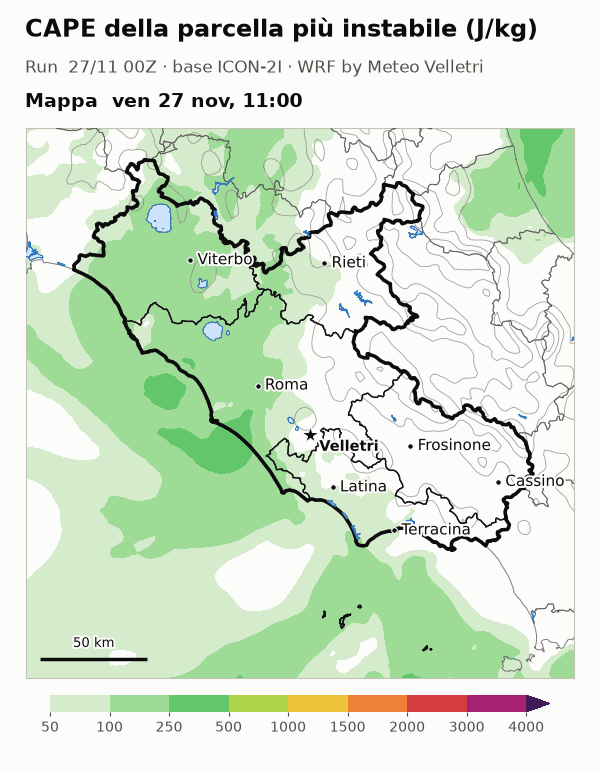 CAPE della parcella più instabile (J/kg)
Run  27/11 00Z · base ICON-2I · WRF by Meteo Velletri
Mappa  ven 27 nov, 11:00
Viterbo
Rieti
Roma
Velletri
Frosinone
Cassino
Latina
Terracina
50 km
50 100 250 500 1000 1500 2000 3000 4000